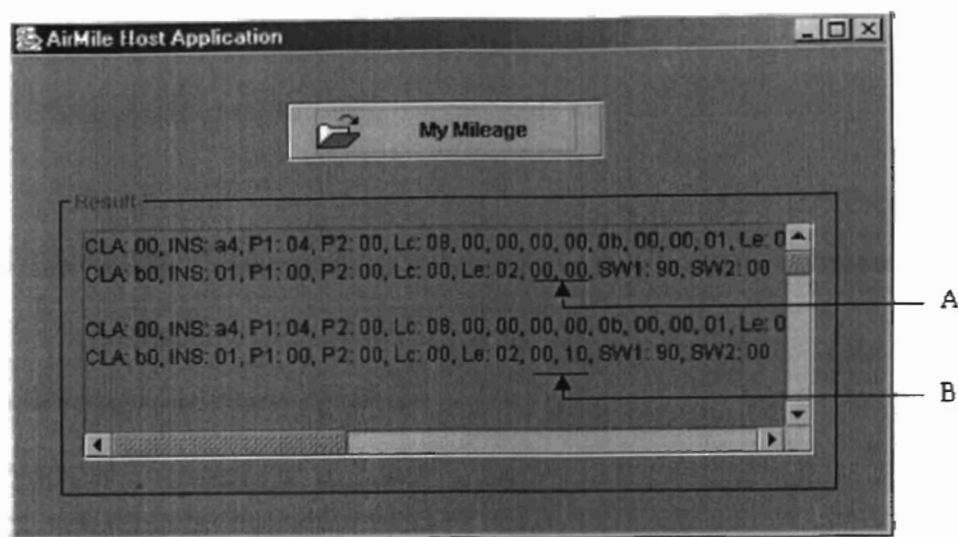 AirMile Host Application
My Mileage
Result
CLA: 00, INS: a4, P1: 04, P2: 00, Lc: 08, 00, 00, 00, 00, 0b, 00, 00, 01, Le: 0
CLA: b0, INS: 01, P1: 00, P2: 00, Lc: 00, Le: 02, 00, 00, SW1: 90, SW2: 00
A
CLA: 00, INS: a4, P1: 04, P2: 00, Lc: 08, 00, 00, 00, 00, 0b, 00, 00, 01, Le: 0
CLA: b0, INS: 01, P1: 00, P2: 00, Lc: 00, Le: 02, 00, 10, SW1: 90, SW2: 00
B